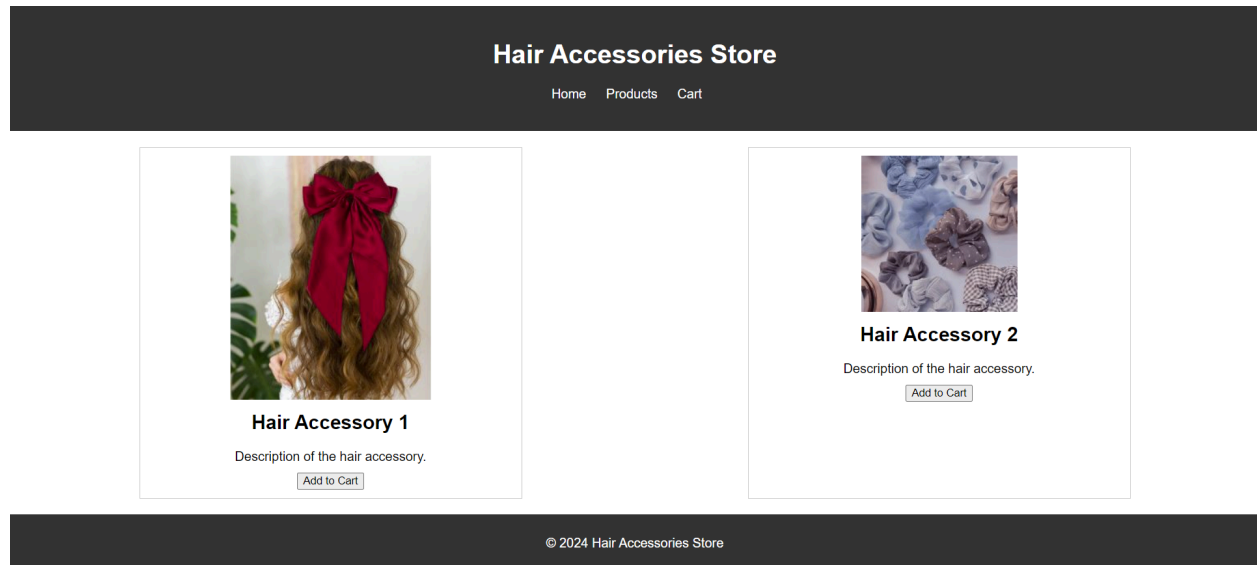 Hair Accessories Store
Home Products Cart
Hair Accessory 1
Description of the hair accessory.
Add to Cart
Hair Accessory 2
Description of the hair accessory.
Add to Cart
© 2024 Hair Accessories Store